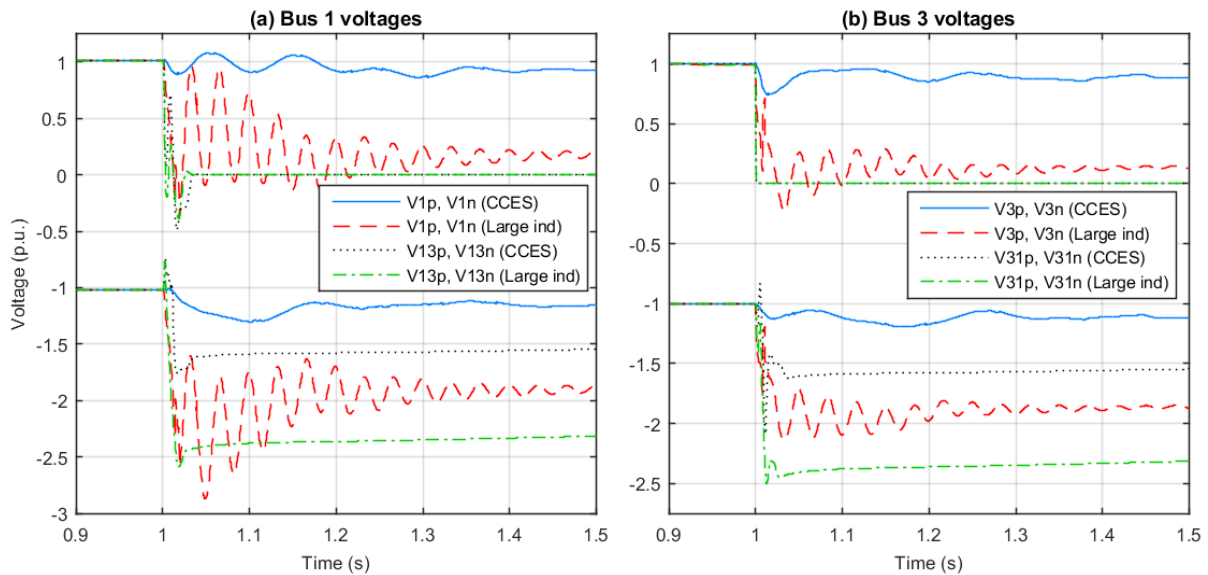 (a) Bus 1 voltages
Voltage (p.u.)
1
0.5
0
-0.5
-1
-1.5
-2
-2.5
-3
V1p, V1n (CCES)
V1p, V1n (Large ind)
V13p, V13n (CCES)
V13p, V13n (Large ind)
0.9 1 1.1 1.2 1.3 1.4 1.5
Time (s)
(b) Bus 3 voltages
1
0.5
0
-0.5
-1
-1.5
-2
-2.5
V3p, V3n (CCES)
V3p, V3n (Large ind)
V31p, V31n (CCES)
V31p, V31n (Large ind)
0.9 1 1.1 1.2 1.3 1.4 1.5
Time (s)